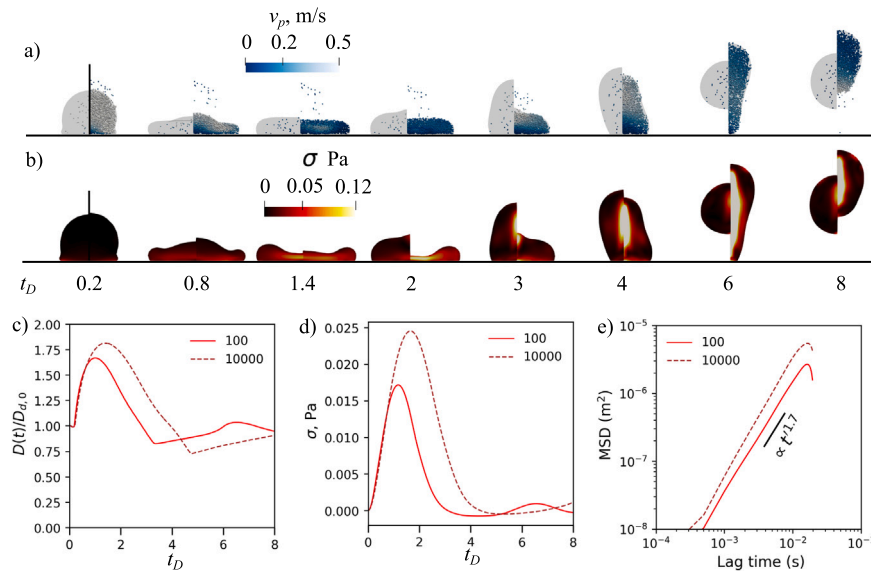 v_p, m/s
0 0.2 0.5
a)
b)
σ Pa
0 0.05 0.12
t_D 0.2 0.8 1.4 2 3 4 6 8
c)
2.00
1.75
1.50
1.25
1.00
0.75
0.50
0.25
0.00
D(t)/D_{d,0}
100
10000
0 2 4 6 8
t_D
d)
0.025
0.020
0.015
0.010
0.005
0.000
σ, Pa
100
10000
0 2 4 6 8
t_D
e)
10⁻⁵
10⁻⁶
10⁻⁷
10⁻⁸
MSD (m²)
100
10000
∝ t′^{1.7}
10⁻⁴ 10⁻³ 10⁻² 10⁻¹
Lag time (s)